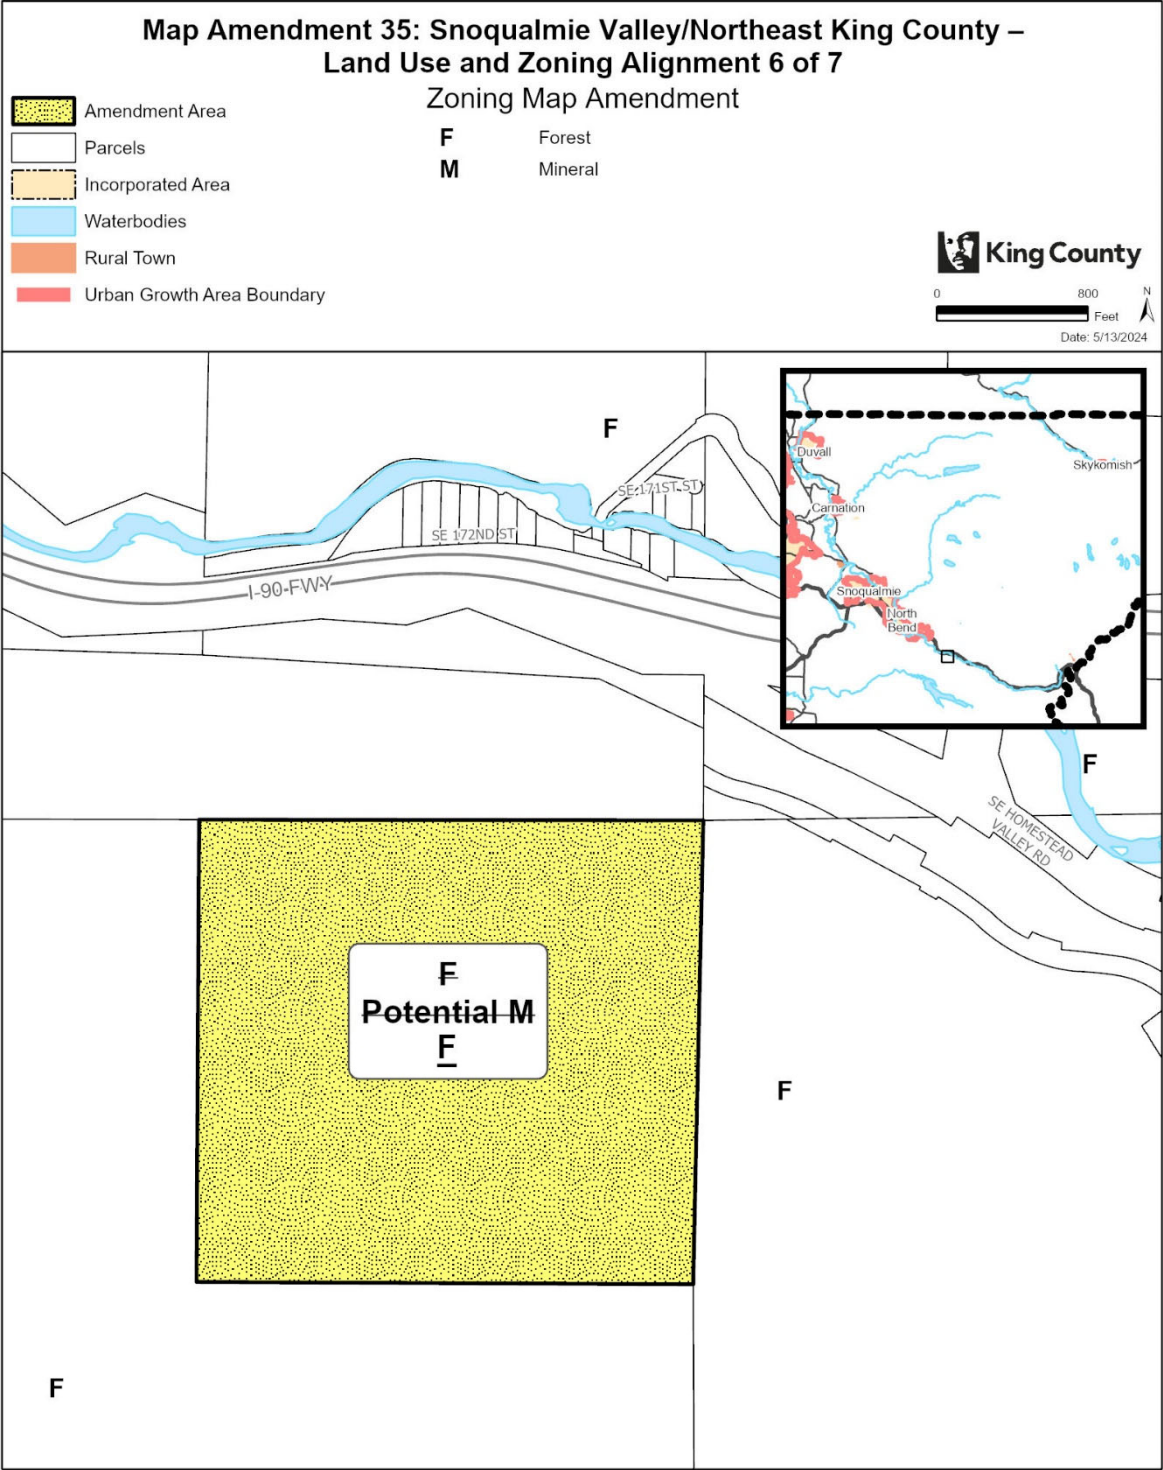 Map Amendment 35: Snoqualmie Valley/Northeast King County –
Land Use and Zoning Alignment 6 of 7
Zoning Map Amendment
Amendment Area
Parcels
Incorporated Area
Waterbodies
Rural Town
Urban Growth Area Boundary
F Forest
M Mineral
King County
0 800
Feet
N
Date: 5/13/2024
F
SE 171ST ST
SE 172ND ST
I-90 FWY
Duvall
Skykomish
Carnation
Snoqualmie
North
Bend
F
SE HOMESTEAD
VALLEY RD
F
Potential M
F
F
F